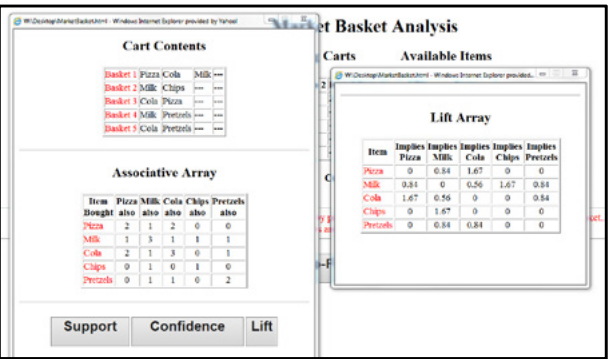 W:\Desktop\MarketBasket.html - Windows Internet Explorer provided by Yahoo!
Market Basket Analysis
Cart Contents
Carts Available Items
Basket 1 Pizza Cola Milk ---
Basket 2 Milk Chips --- ---
Basket 3 Cola Pizza --- ---
Basket 4 Milk Pretzels --- ---
Basket 5 Cola Pretzels --- ---
W:\Desktop\MarketBasket.html - Windows Internet Explorer provided...
Lift Array
Item Implies Pizza Implies Milk Implies Cola Implies Chips Implies Pretzels
Pizza 0 0.84 1.67 0 0
Milk 0.84 0 0.56 1.67 0.84
Cola 1.67 0.56 0 0 0.84
Chips 0 1.67 0 0 0
Pretzels 0 0.84 0.84 0 0
Associative Array
Item Bought Pizza also Milk also Cola also Chips also Pretzels also
Pizza 2 1 2 0 0
Milk 1 3 1 1 1
Cola 2 1 3 0 1
Chips 0 1 0 1 0
Pretzels 0 1 1 0 2
Support Confidence Lift